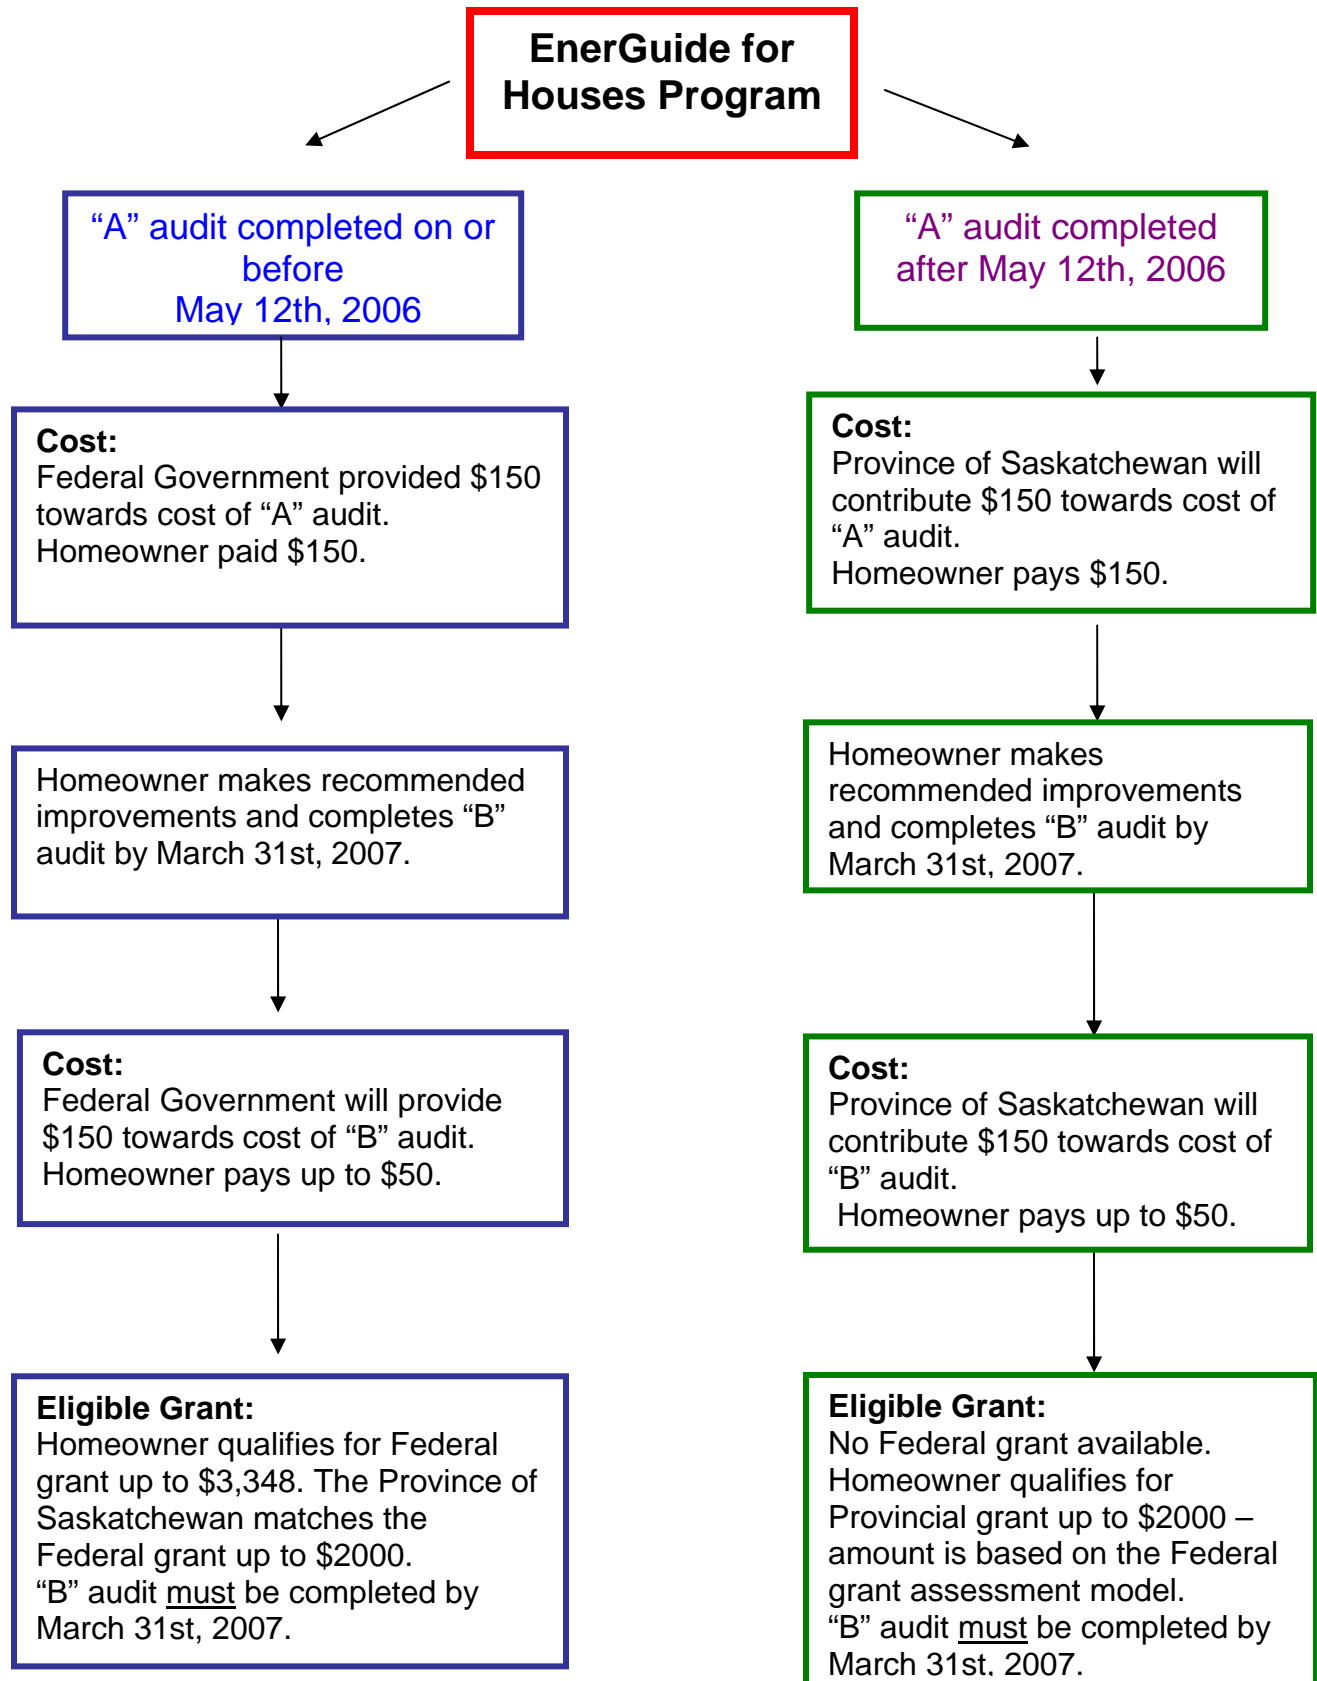 EnerGuide for
Houses Program
“A” audit completed on or
before
May 12th, 2006
Cost:
Federal Government provided $150
towards cost of “A” audit.
Homeowner paid $150.
Homeowner makes recommended
improvements and completes “B”
audit by March 31st, 2007.
Cost:
Federal Government will provide
$150 towards cost of “B” audit.
Homeowner pays up to $50.
Eligible Grant:
Homeowner qualifies for Federal
grant up to $3,348. The Province of
Saskatchewan matches the
Federal grant up to $2000.
“B” audit must be completed by
March 31st, 2007.
“A” audit completed
after May 12th, 2006
Cost:
Province of Saskatchewan will
contribute $150 towards cost of
“A” audit.
Homeowner pays $150.
Homeowner makes
recommended improvements
and completes “B” audit by
March 31st, 2007.
Cost:
Province of Saskatchewan will
contribute $150 towards cost of
“B” audit.
Homeowner pays up to $50.
Eligible Grant:
No Federal grant available.
Homeowner qualifies for
Provincial grant up to $2000 –
amount is based on the Federal
grant assessment model.
“B” audit must be completed by
March 31st, 2007.